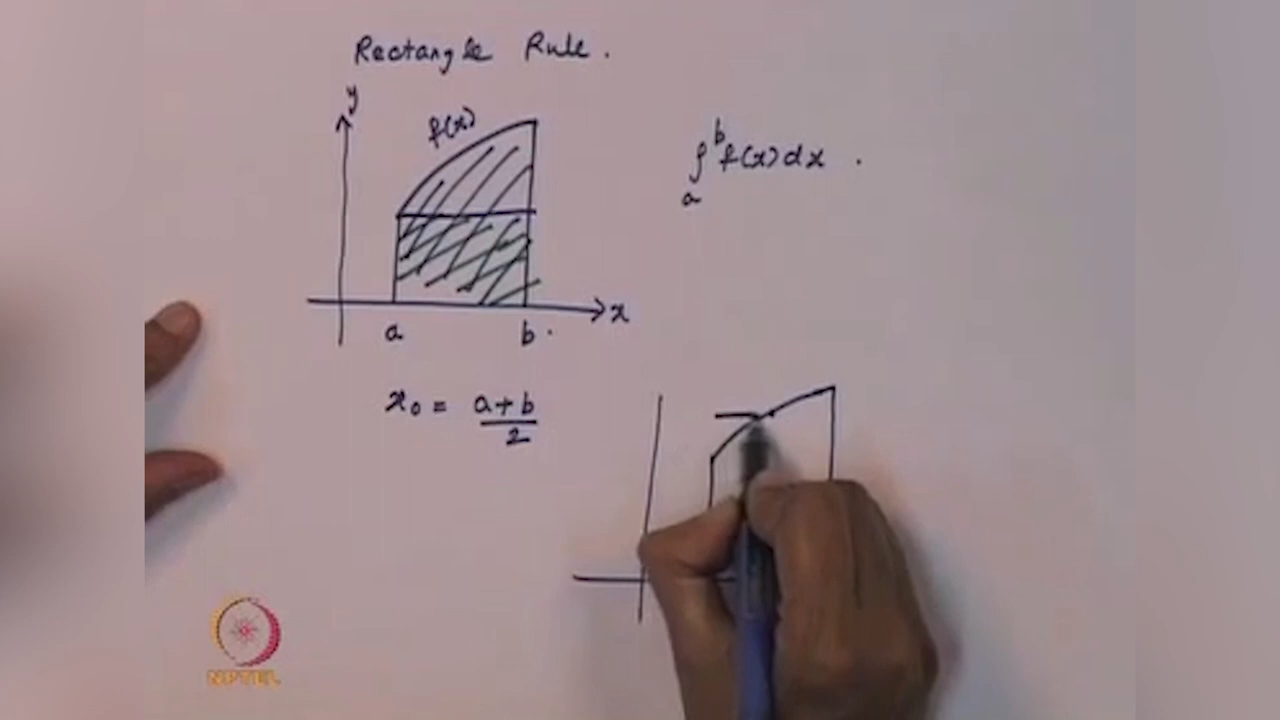 Rectangle Rule.
y
f(x)
∫_a^b f(x)dx .
x
a b .
x₀ = (a+b)/2
NPTEL